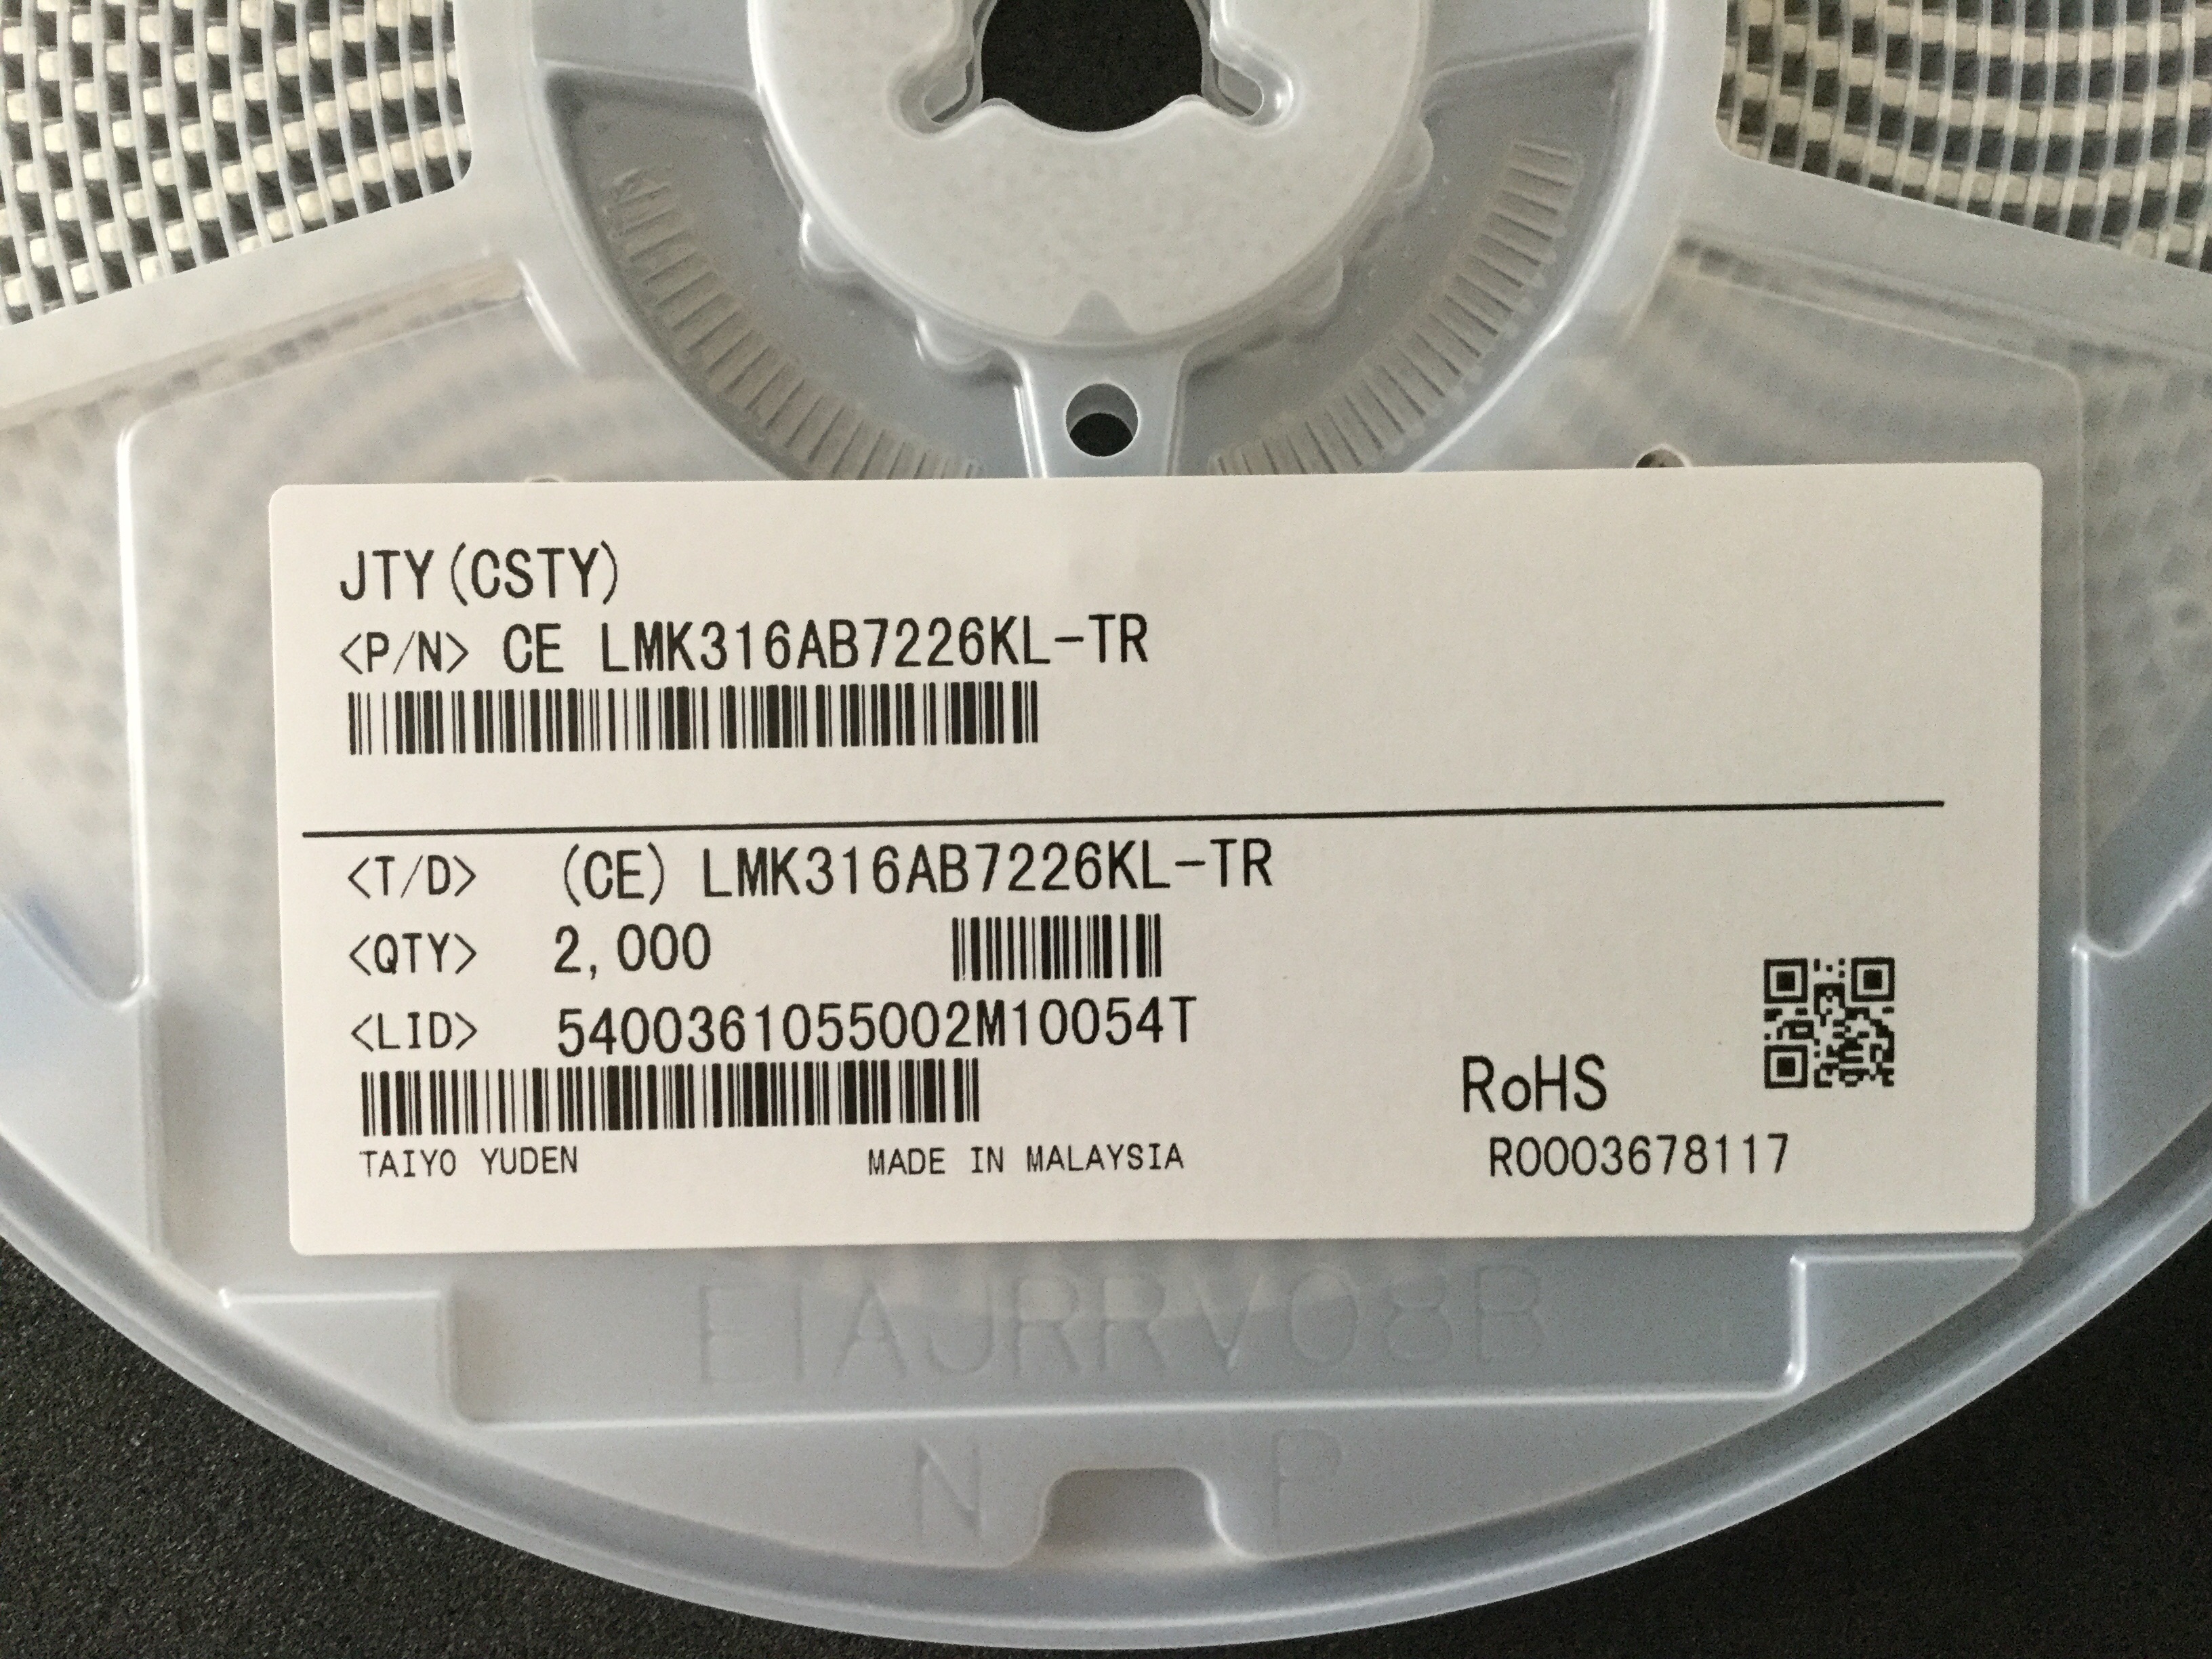 JTY(CSTY)
<P/N> CE LMK316AB7226KL-TR
<T/D> (CE) LMK316AB7226KL-TR
<QTY> 2,000
<LID> 5400361055002M10054T
RoHS
TAIYO YUDEN MADE IN MALAYSIA R0003678117
EIAJRRV08B
N P